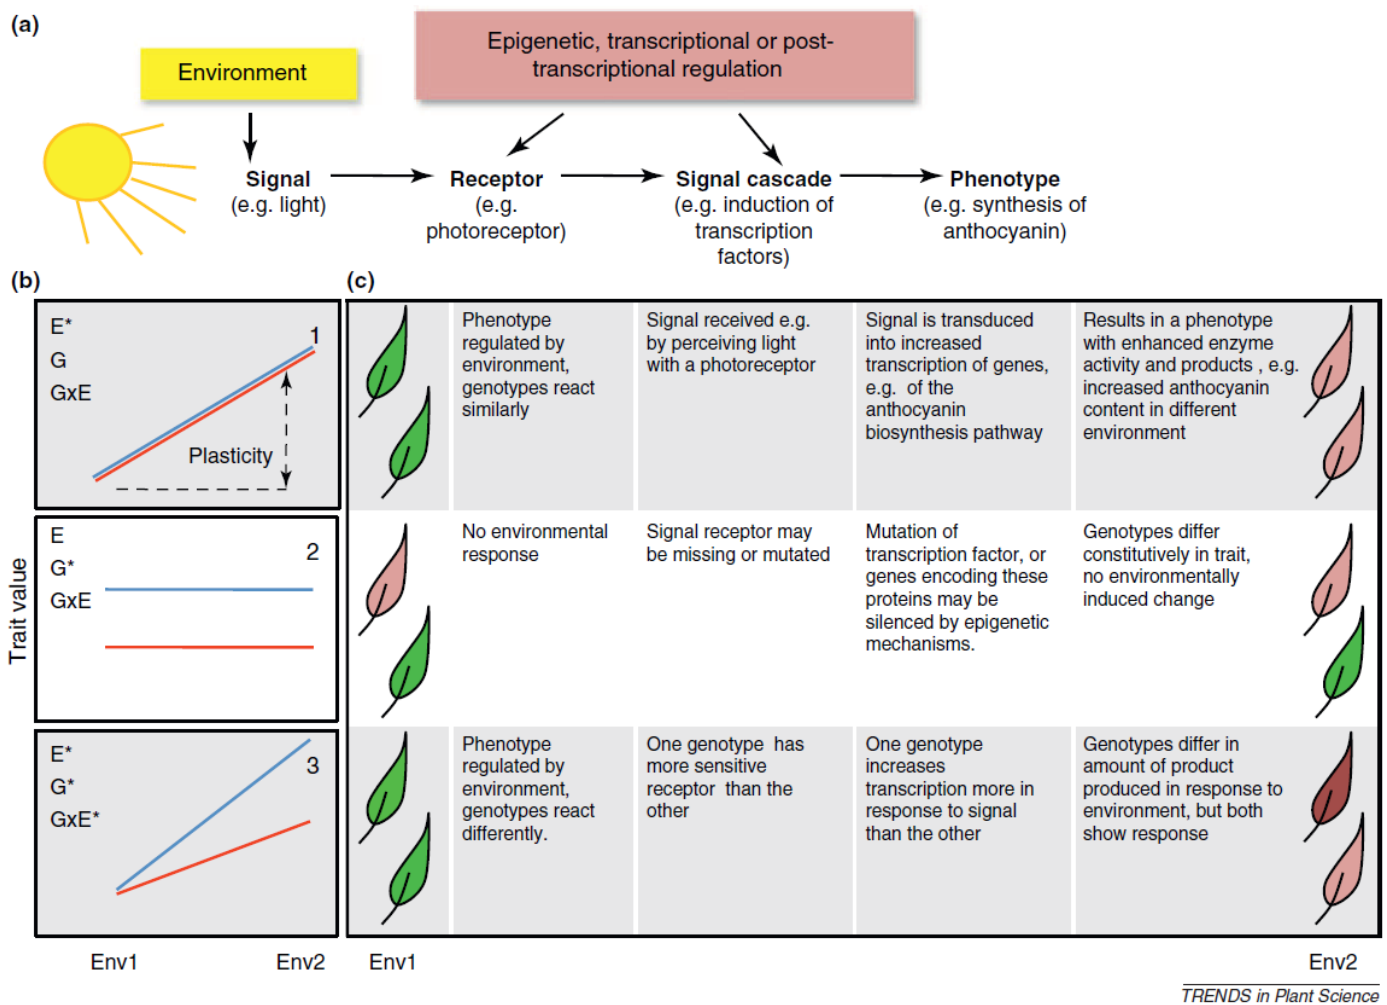 (a)
Environment
Epigenetic, transcriptional or post-
transcriptional regulation
Signal
(e.g. light)
Receptor
(e.g.
photoreceptor)
Signal cascade
(e.g. induction of
transcription
factors)
Phenotype
(e.g. synthesis of
anthocyanin)
(b)
Trait value
E*
G
GxE
1
Plasticity
E
G*
GxE
2
E*
G*
GxE*
3
Env1
Env2
(c)
Phenotype
regulated by
environment,
genotypes react
similarly
Signal received e.g.
by perceiving light
with a photoreceptor
Signal is transduced
into increased
transcription of genes,
e.g. of the
anthocyanin
biosynthesis pathway
Results in a phenotype
with enhanced enzyme
activity and products , e.g.
increased anthocyanin
content in different
environment
No environmental
response
Signal receptor may
be missing or mutated
Mutation of
transcription factor, or
genes encoding these
proteins may be
silenced by epigenetic
mechanisms.
Genotypes differ
constitutively in trait,
no environmentally
induced change
Phenotype
regulated by
environment,
genotypes react
differently.
One genotype has
more sensitive
receptor than the
other
One genotype
increases
transcription more in
response to signal
than the other
Genotypes differ in
amount of product
produced in response to
environment, but both
show response
Env1
Env2
TRENDS in Plant Science